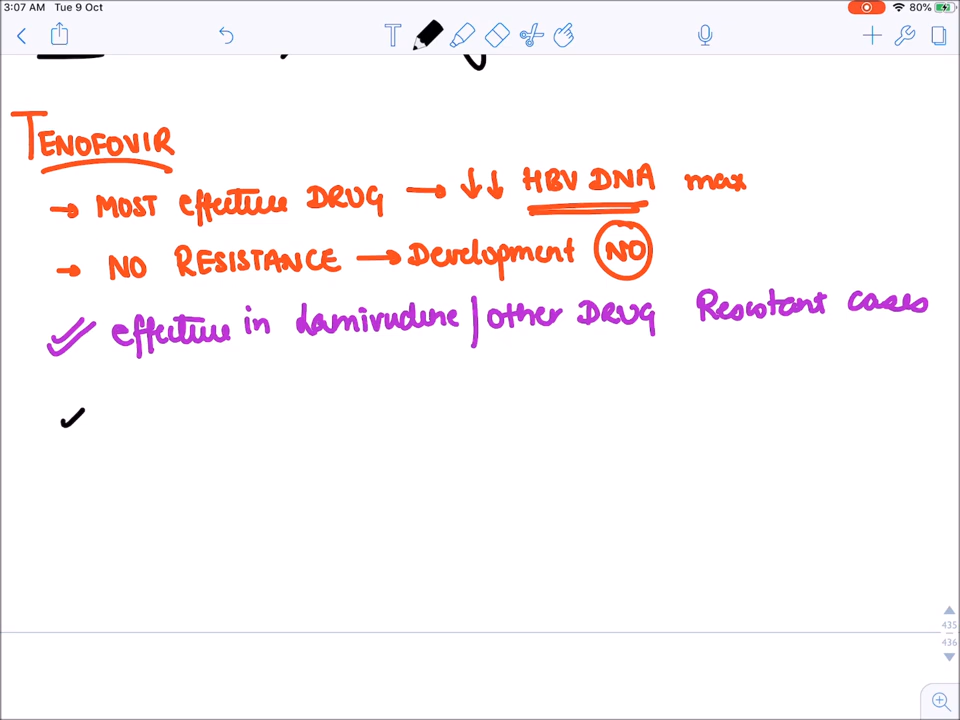 3:07 AM Tue 9 Oct 80%
T
TENOFOVIR
→ MOST effective DRUG → ↓↓ HBV DNA max
→ NO RESISTANCE → Development NO
✓ effective in Lamivudine / other DRUG Resistant cases
✓
435
436